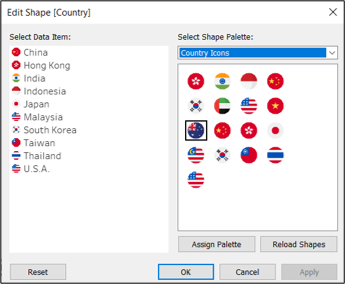 Edit Shape [Country]
Select Data Item:
China
Hong Kong
India
Indonesia
Japan
Malaysia
South Korea
Taiwan
Thailand
U.S.A.
Select Shape Palette:
Country Icons
Assign Palette
Reload Shapes
Reset
OK
Cancel
Apply